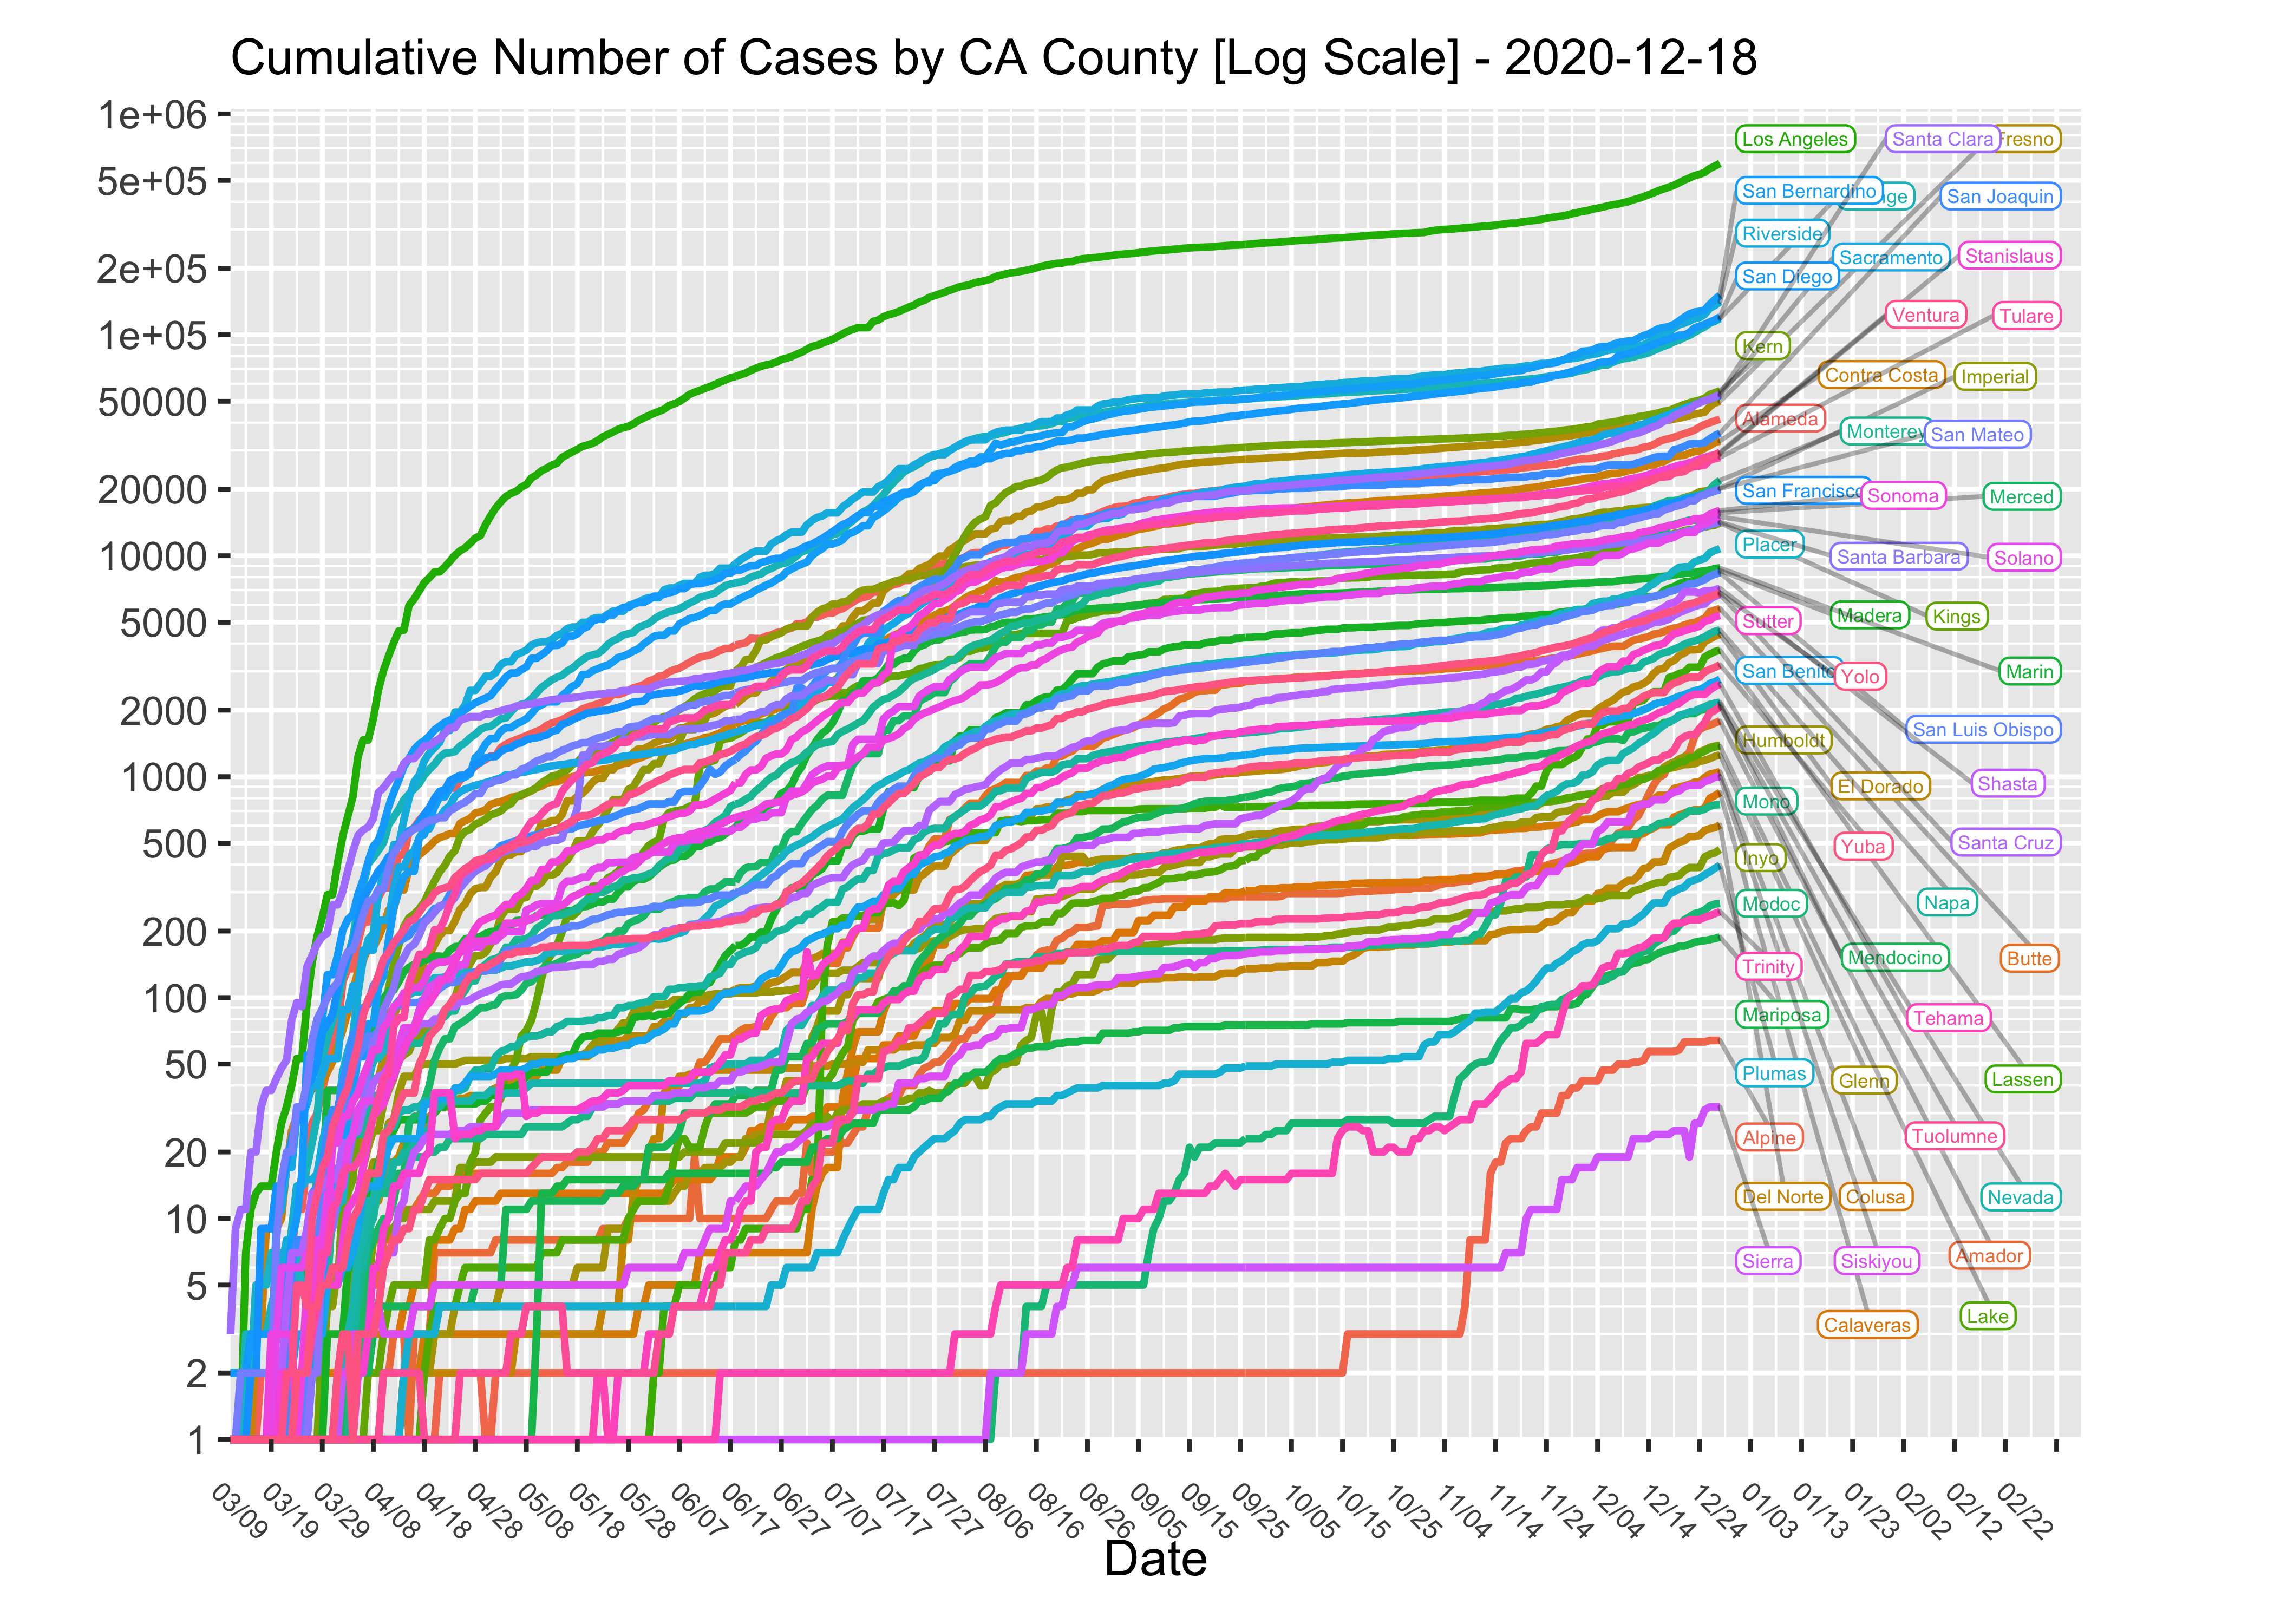 Cumulative Number of Cases by CA County [Log Scale] - 2020-12-18
1e+06
5e+05
2e+05
1e+05
50000
20000
10000
5000
2000
1000
500
200
100
50
20
10
5
2
1
Los Angeles
Santa Clara
Fresno
San Bernardino
San Joaquin
Riverside
Sacramento
Stanislaus
San Diego
Ventura
Tulare
Kern
Contra Costa
Imperial
Alameda
Monterey
San Mateo
San Francisco
Sonoma
Merced
Placer
Santa Barbara
Solano
Sutter
Madera
Kings
San Benito
Yolo
Marin
Humboldt
San Luis Obispo
Mono
El Dorado
Shasta
Inyo
Yuba
Santa Cruz
Modoc
Napa
Trinity
Mendocino
Butte
Mariposa
Tehama
Plumas
Glenn
Lassen
Alpine
Tuolumne
Del Norte
Colusa
Nevada
Sierra
Siskiyou
Amador
Calaveras
Lake
03/09
03/19
03/29
04/08
04/18
04/28
05/08
05/18
05/28
06/07
06/17
06/27
07/07
07/17
07/27
08/06
08/16
08/26
09/05
09/15
09/25
10/05
10/15
10/25
11/04
11/14
11/24
12/04
12/14
12/24
01/03
01/13
01/23
02/02
02/12
02/22
Date